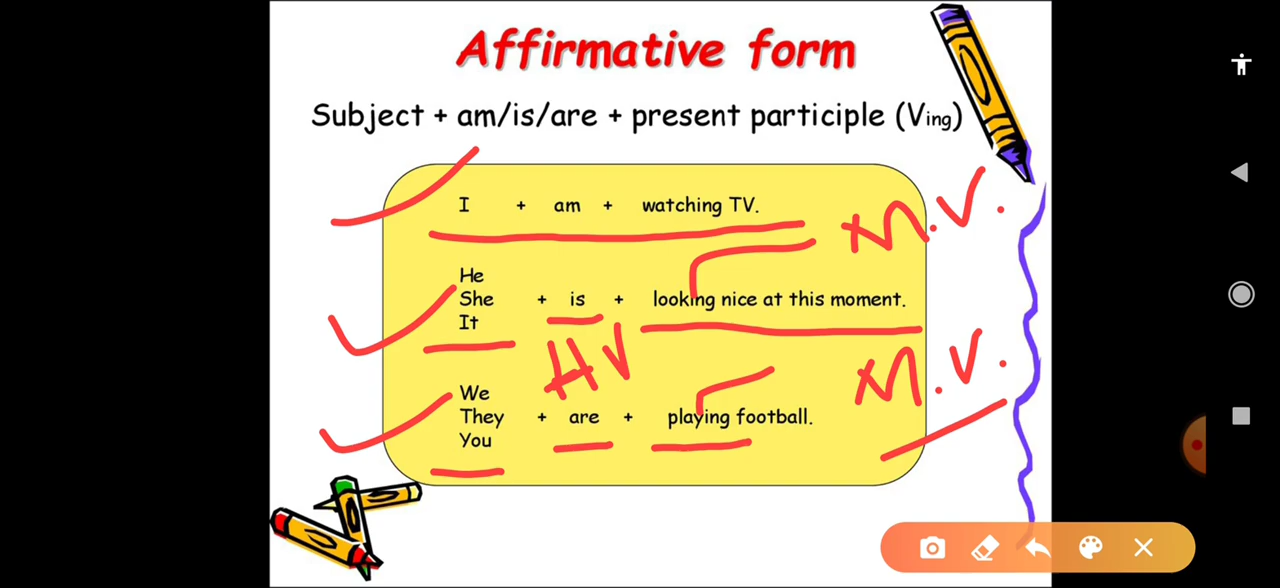 Affirmative form
Subject + am/is/are + present participle (Ving)
I + am + watching TV.
M.V.
He
She + is + looking nice at this moment.
It
HV
M.V.
We
They + are + playing football.
You